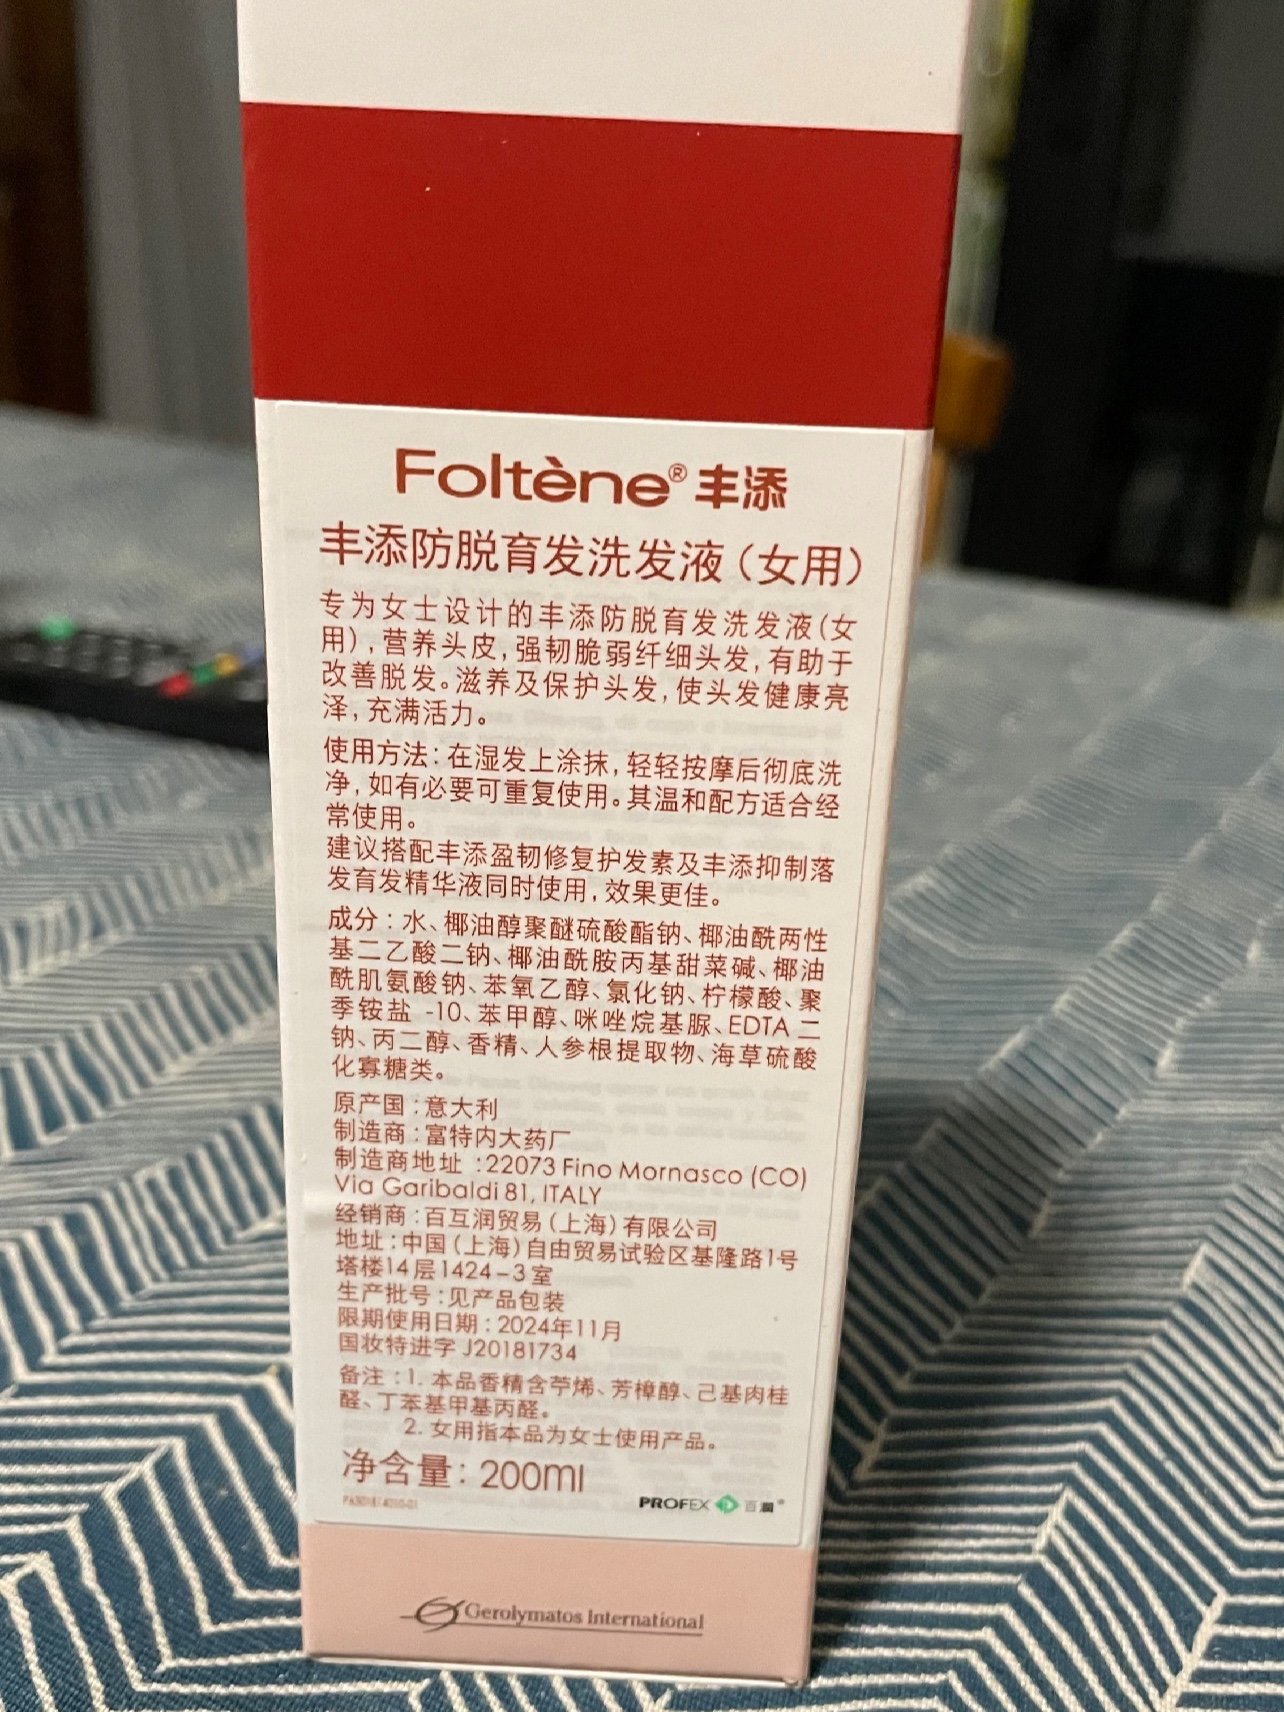 Foltène® 丰添
丰添防脱育发洗发液（女用）
专为女士设计的丰添防脱育发洗发液（女
用），营养头皮，强韧脆弱纤细头发，有助于
改善脱发。滋养及保护头发，使头发健康亮
泽，充满活力。
使用方法：在湿发上涂抹，轻轻按摩后彻底洗
净，如有必要可重复使用。其温和配方适合经
常使用。
建议搭配丰添盈韧修复护发素及丰添抑制落
发育发精华液同时使用，效果更佳。
成分：水、椰油醇聚醚硫酸酯钠、椰油酰两性
基二乙酸二钠、椰油酰胺丙基甜菜碱、椰油
酰肌氨酸钠、苯氧乙醇、氯化钠、柠檬酸、聚
季铵盐 -10、苯甲醇、咪唑烷基脲、EDTA 二
钠、丙二醇、香精、人参根提取物、海草硫酸
化寡糖类。
原产国：意大利
制造商：富特内大药厂
制造商地址：22073 Fino Mornasco (CO)
Via Garibaldi 81, ITALY
经销商：百互润贸易（上海）有限公司
地址：中国（上海）自由贸易试验区基隆路1号
塔楼14层1424-3室
生产批号：见产品包装
限期使用日期：2024年11月
国妆特进字 J20181734
备注：1. 本品香精含苧烯、芳樟醇、己基肉桂
醛、丁苯基甲基丙醛。
2. 女用指本品为女士使用产品。
净含量：200ml
PROFEX 百润®
Gerolymatos International